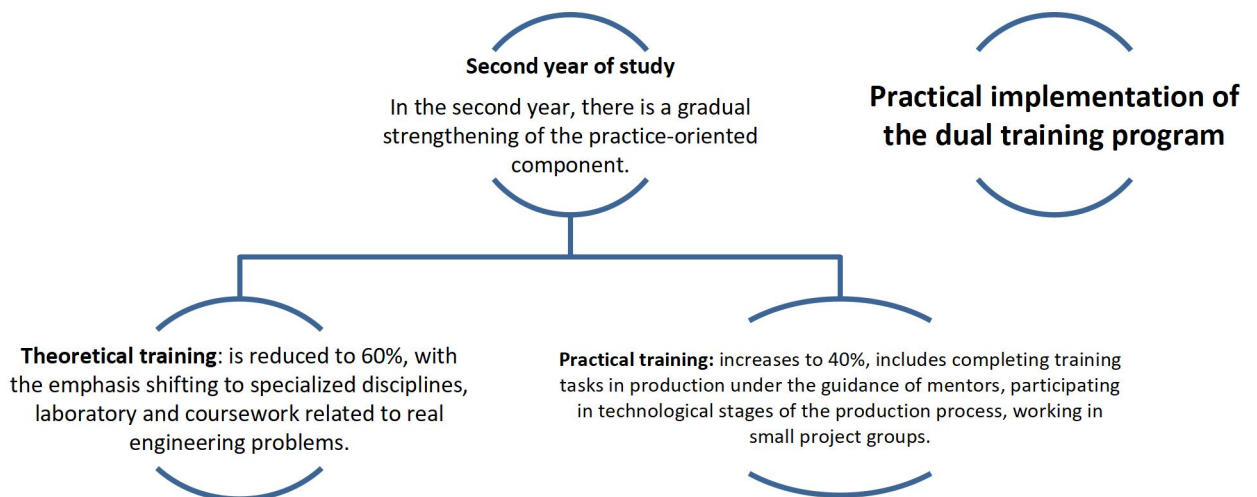 Second year of study
In the second year, there is a gradual
strengthening of the practice-oriented
component.
Practical implementation of
the dual training program
Theoretical training: is reduced to 60%, with
the emphasis shifting to specialized disciplines,
laboratory and coursework related to real
engineering problems.
Practical training: increases to 40%, includes completing training
tasks in production under the guidance of mentors, participating
in technological stages of the production process, working in
small project groups.